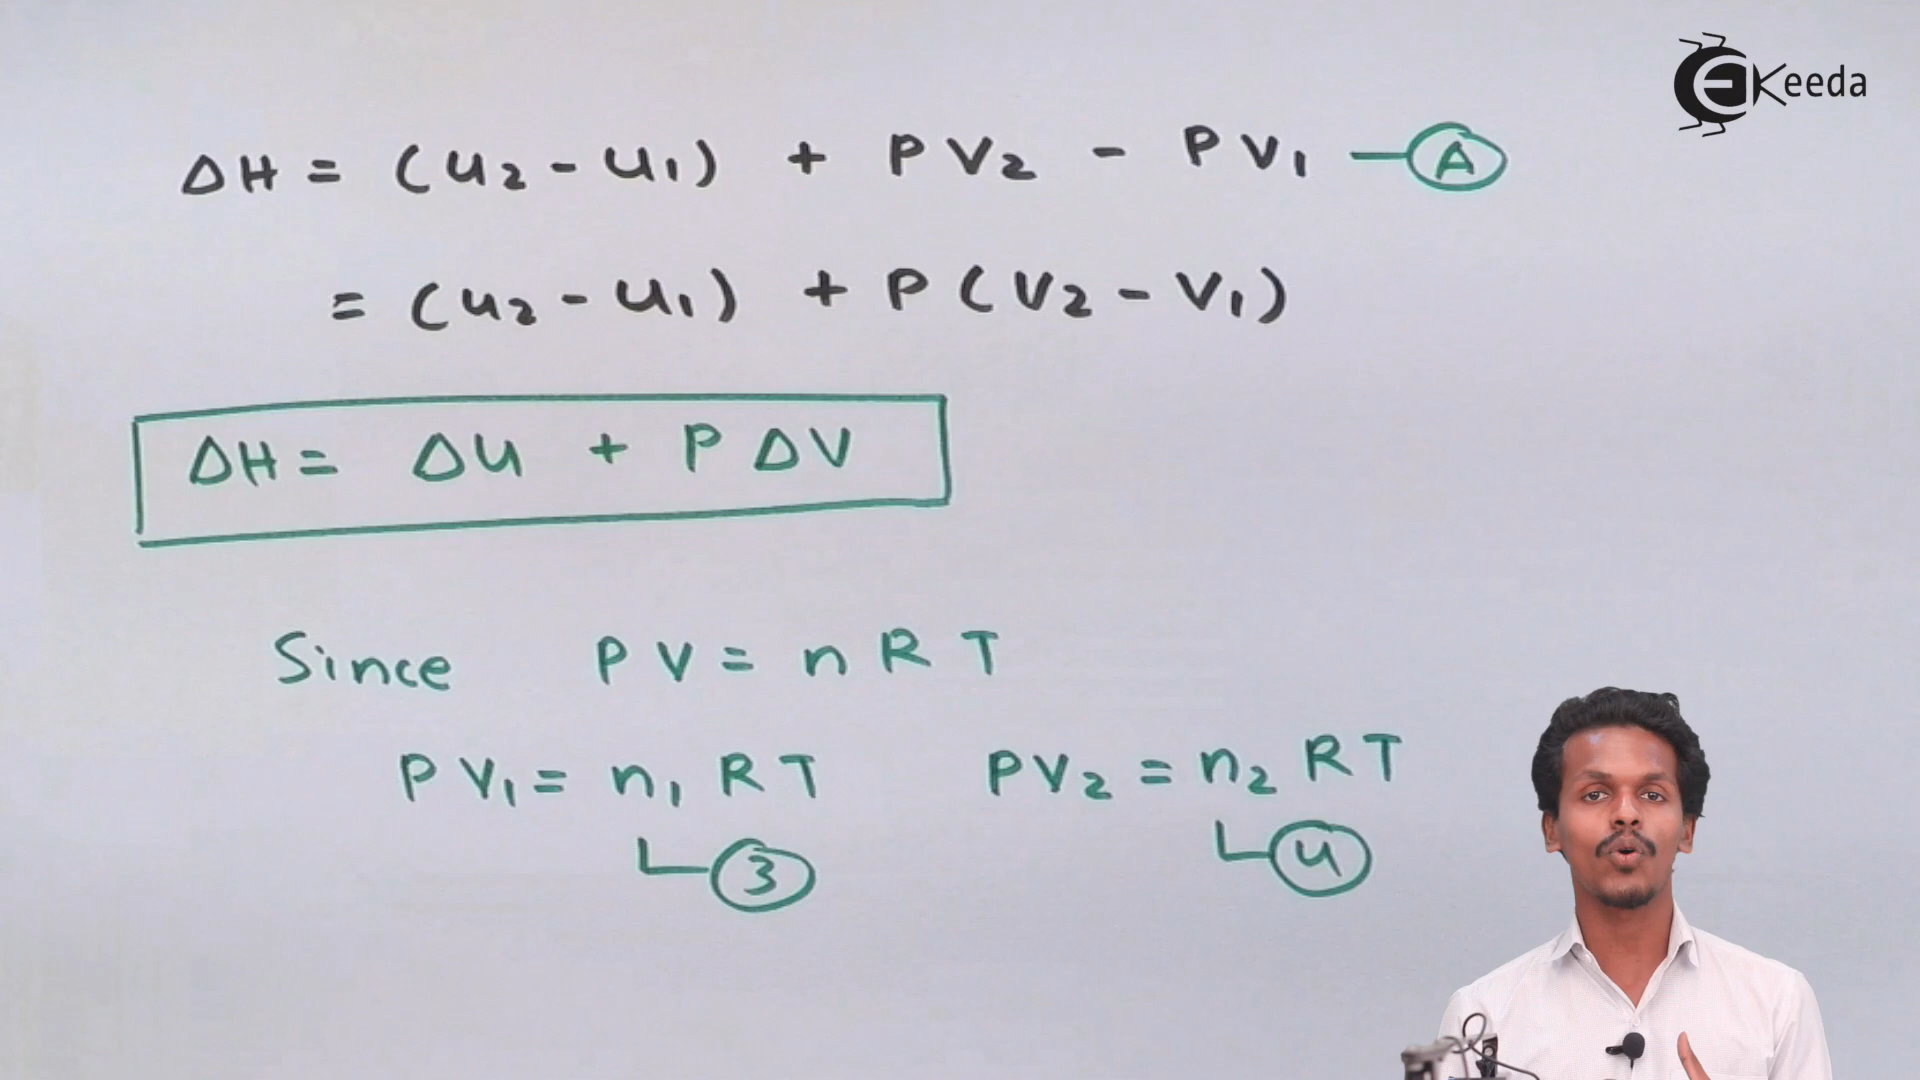 EKeeda
ΔH = (u₂ - u₁) + PV₂ - PV₁ — A
= (u₂ - u₁) + P(V₂ - V₁)
ΔH = Δu + PΔV
Since PV = nRT
PV₁ = n₁RT PV₂ = n₂RT
3 4